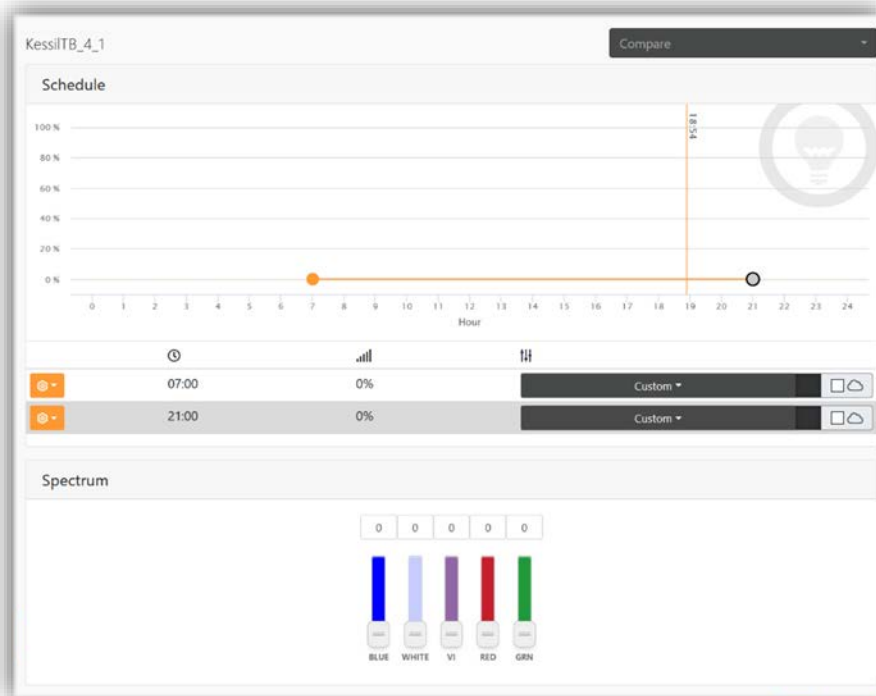 KessilTB_4_1
Compare
Schedule
100 %
80 %
60 %
40 %
20 %
0 %
18:54
0 1 2 3 4 5 6 7 8 9 10 11 12 13 14 15 16 17 18 19 20 21 22 23 24
Hour
07:00 0% Custom
21:00 0% Custom
Spectrum
0 0 0 0 0
BLUE WHITE VI RED GRN